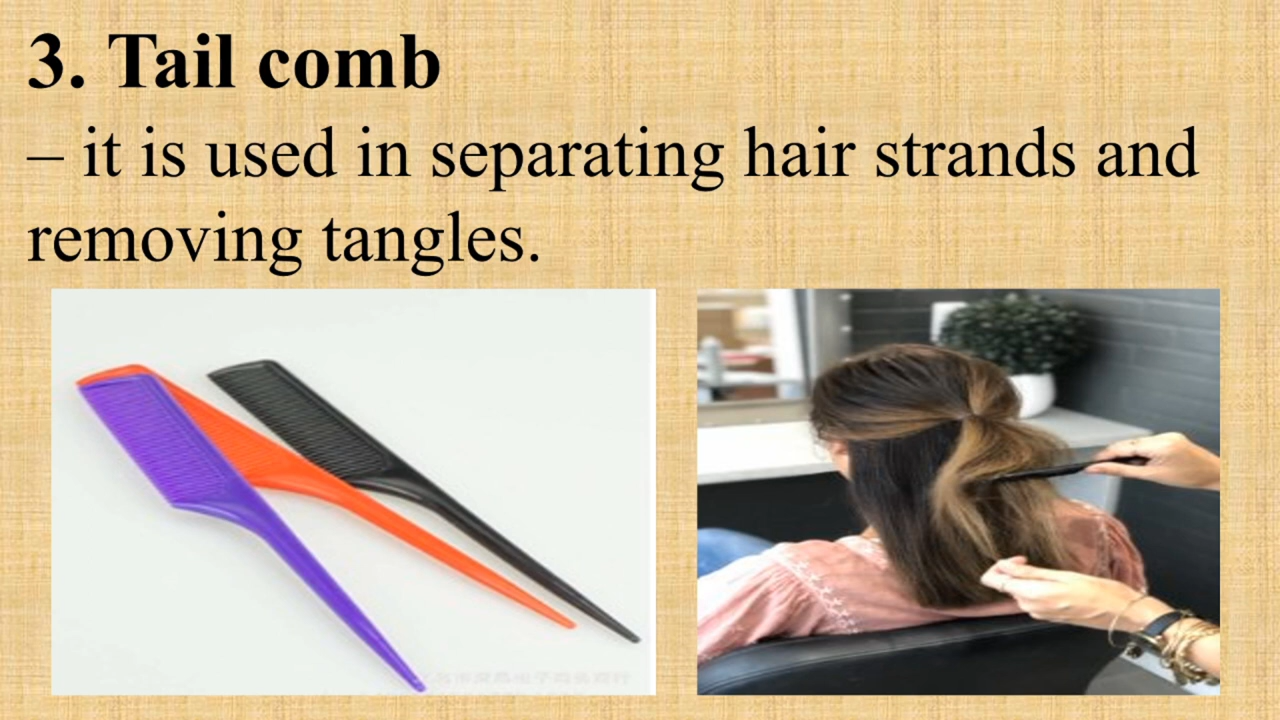 3. Tail comb
– it is used in separating hair strands and
removing tangles.